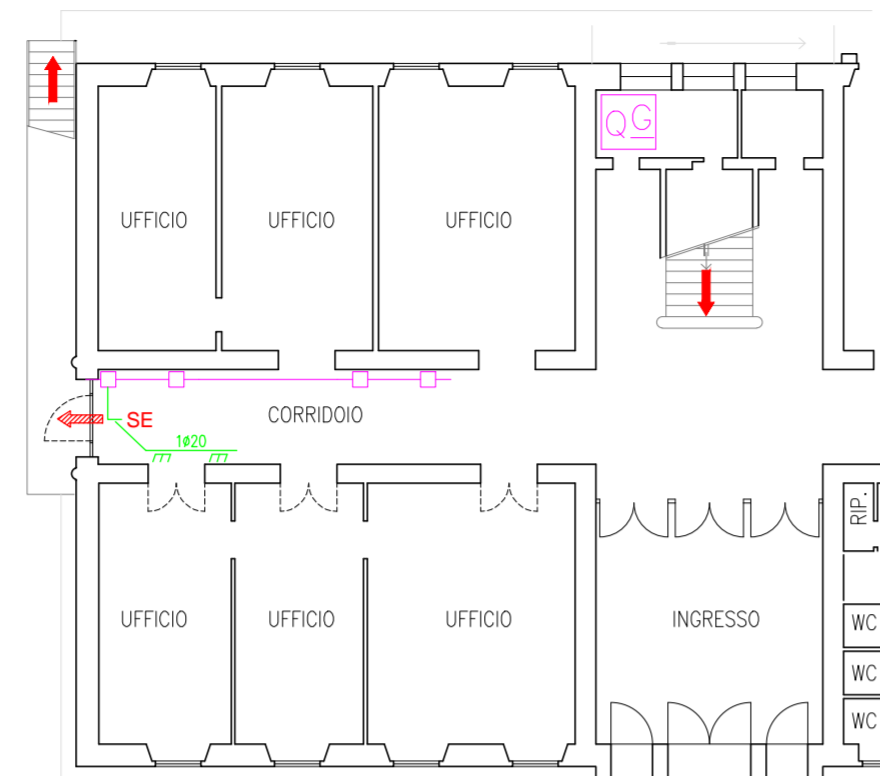 QG
UFFICIO
UFFICIO
UFFICIO
CORRIDOIO
SE
1ø20
RIP.
UFFICIO
UFFICIO
UFFICIO
INGRESSO
WC
WC
WC